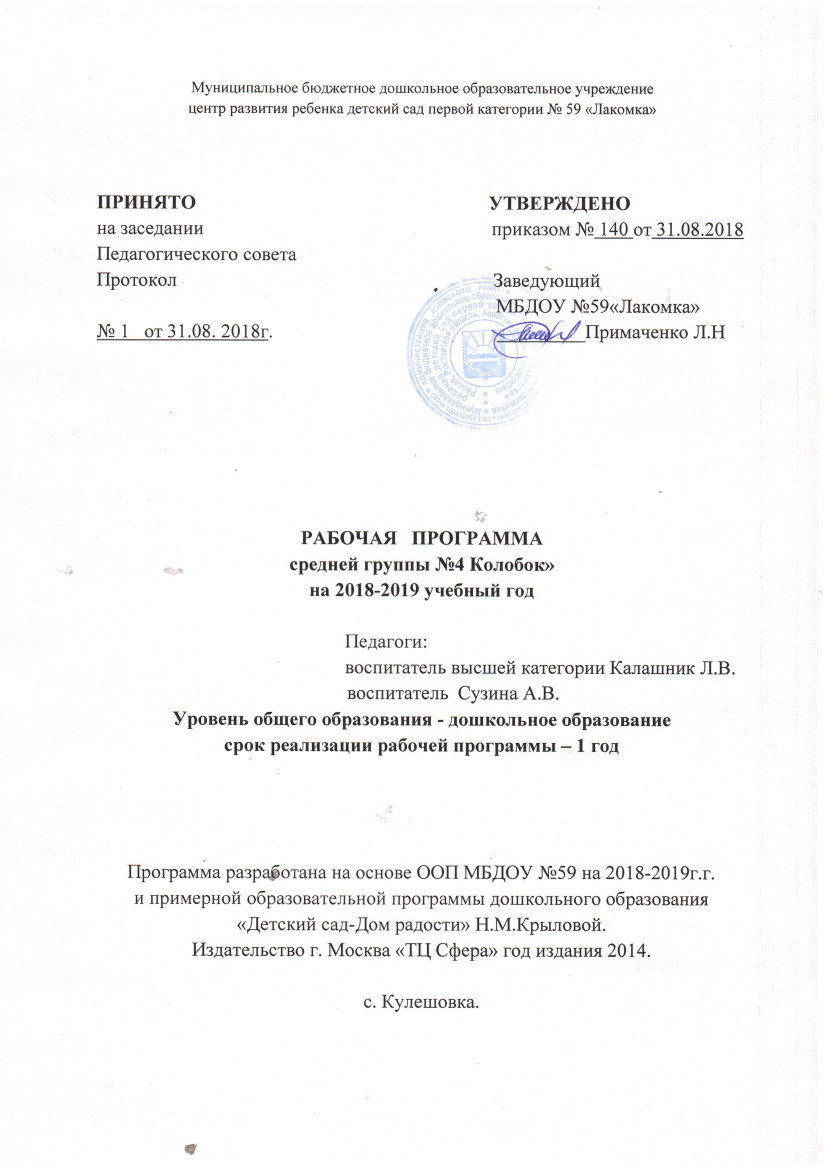 Муниципальное бюджетное дошкольное образовательное учреждение
центр развития ребенка детский сад первой категории № 59 «Лакомка»
ПРИНЯТО УТВЕРЖДЕНО
на заседании приказом № 140 от 31.08.2018
Педагогического совета
Протокол Заведующий
МБДОУ №59«Лакомка»
№ 1 от 31.08. 2018г. Примаченко Л.Н
РАБОЧАЯ ПРОГРАММА
средней группы №4 Колобок»
на 2018-2019 учебный год
Педагоги:
воспитатель высшей категории Калашник Л.В.
воспитатель Сузина А.В.
Уровень общего образования - дошкольное образование
срок реализации рабочей программы – 1 год
Программа разработана на основе ООП МБДОУ №59 на 2018-2019г.г.
и примерной образовательной программы дошкольного образования
«Детский сад-Дом радости» Н.М.Крыловой.
Издательство г. Москва «ТЦ Сфера» год издания 2014.
с. Кулешовка.